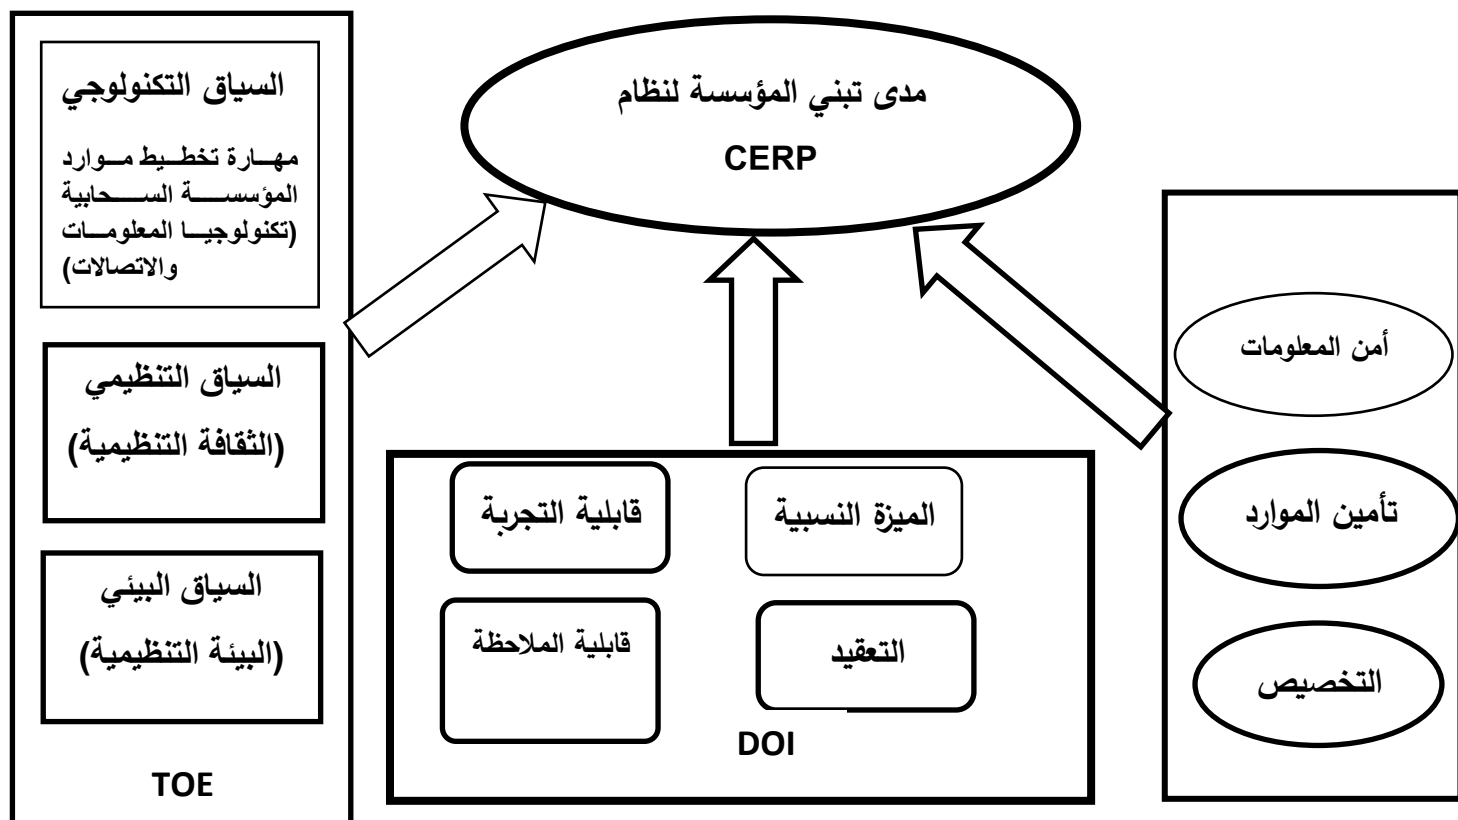 مدى تبني المؤسسة لنظام
CERP
السياق التكنولوجي
مهارة تخطيط موارد
المؤسسة السحابية
(تكنولوجيا المعلومات
والاتصالات)
السياق التنظيمي
(الثقافة التنظيمية)
السياق البيئي
(البيئة التنظيمية)
TOE
الميزة النسبية
قابلية التجربة
التعقيد
قابلية الملاحظة
DOI
أمن المعلومات
تأمين الموارد
التخصيص